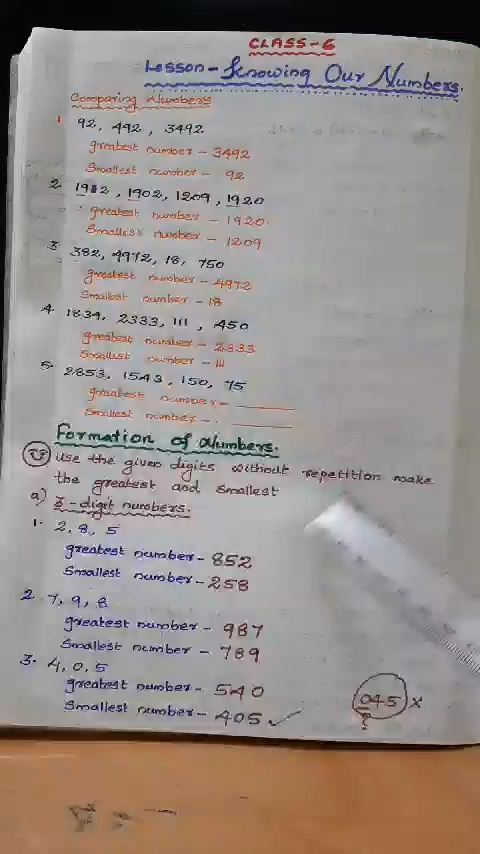 CLASS-6
Lesson - Knowing Our Numbers.
Comparing Numbers
1. 92, 492, 3492
greatest number - 3492
Smallest number - 92
2. 1912, 1902, 1209, 1920
greatest number - 1920.
Smallest number - 1209
3. 382, 4972, 18, 750
greatest number - 4972
Smallest number - 18
4. 1834, 2333, 111, 450
greatest number - 2333
Smallest number - 111
5. 2853, 1543, 150, 75
greatest number - ______
Smallest number - ______
Formation of Numbers.
use the given digits without repetition make
the greatest and smallest
a) 3-digit numbers.
1. 2, 8, 5
greatest number - 852
Smallest number - 258
2. 7, 9, 8
greatest number - 987
Smallest number - 789
3. 4, 0, 5
greatest number - 540
Smallest number - 405 ✓
045 x